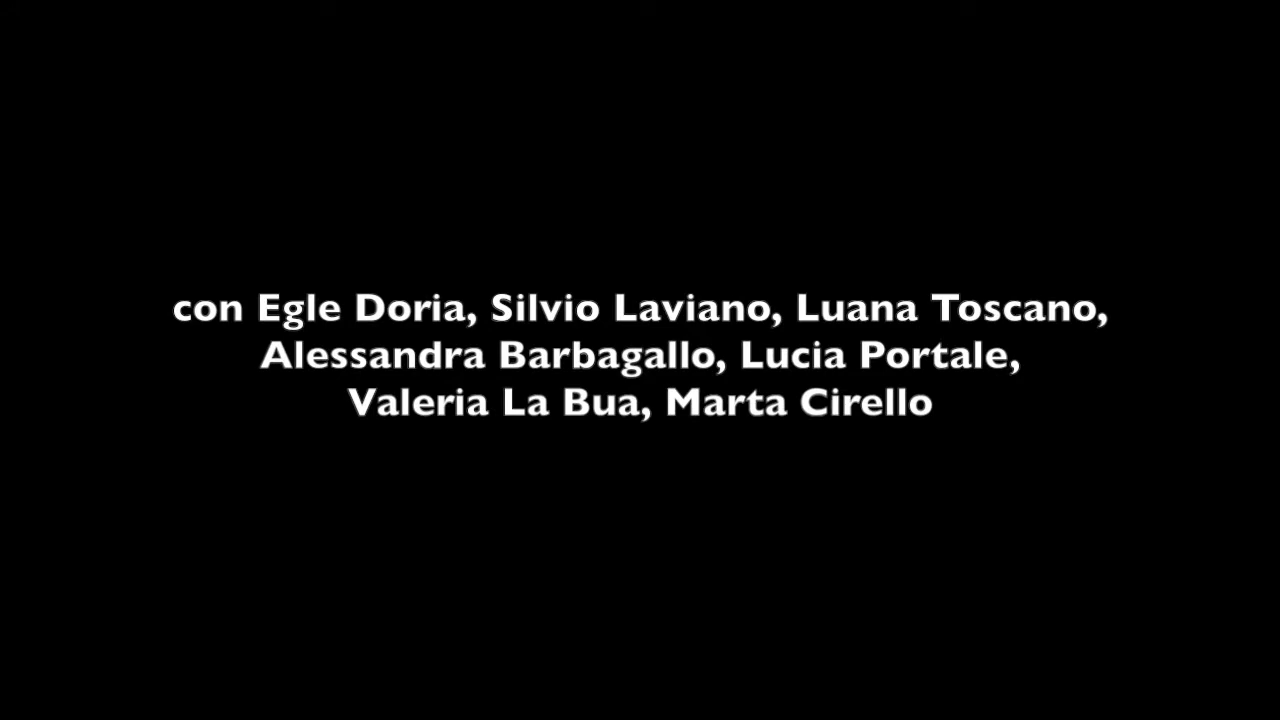 con Egle Doria, Silvio Laviano, Luana Toscano,
Alessandra Barbagallo, Lucia Portale,
Valeria La Bua, Marta Cirello